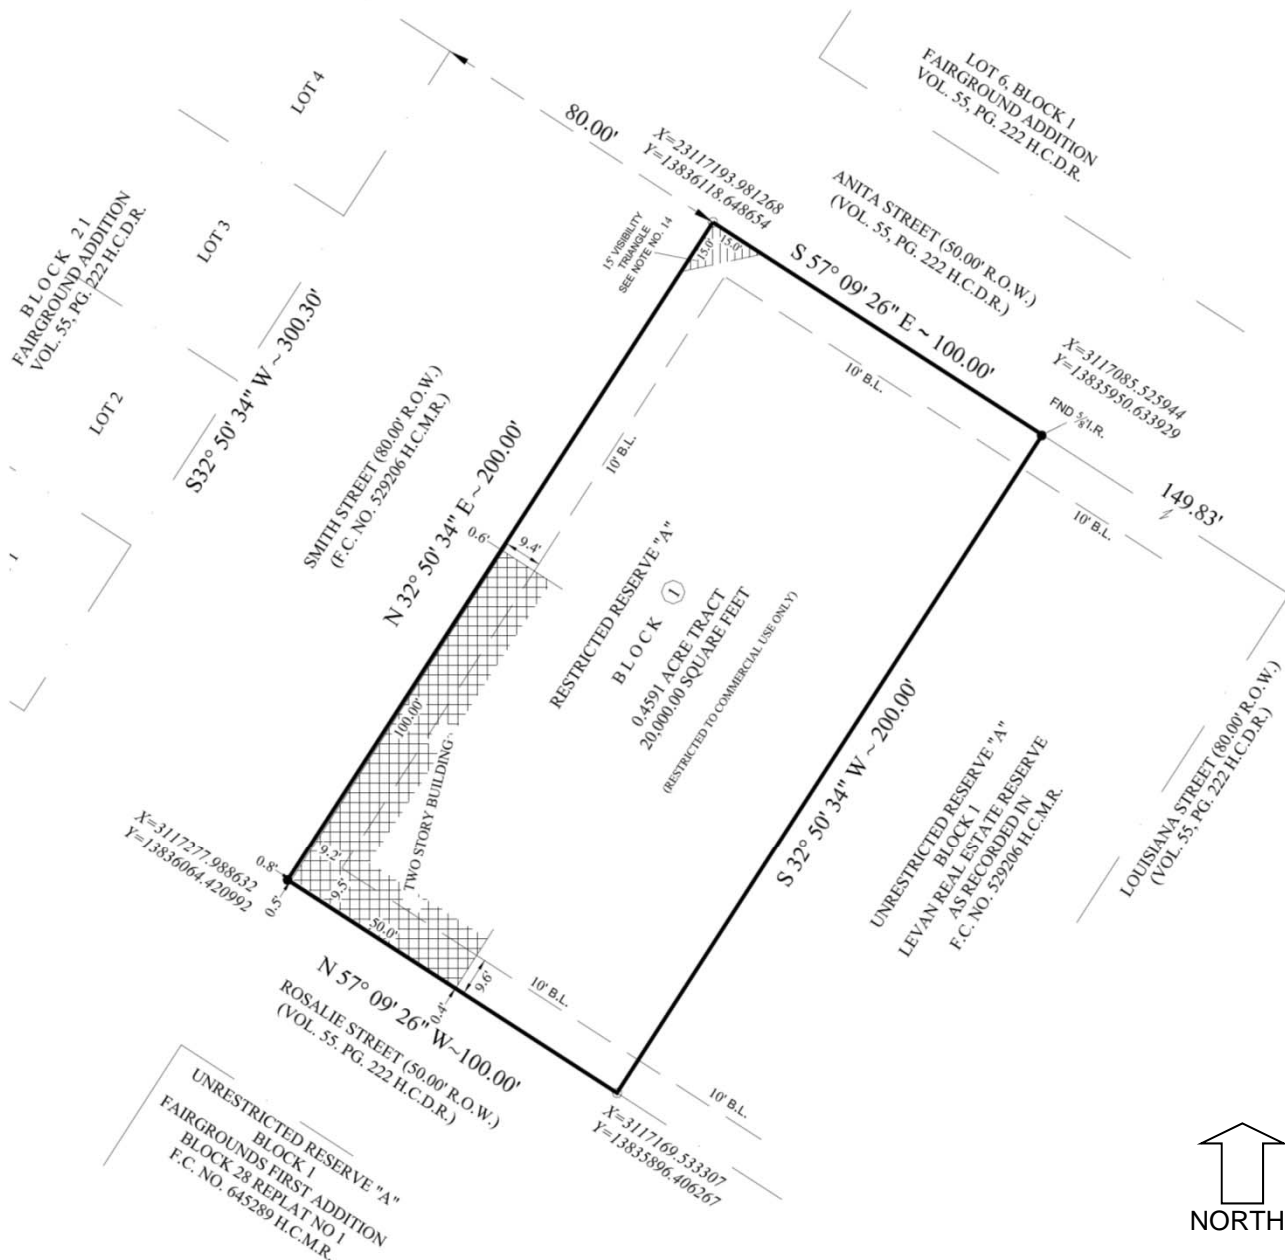 LOT 6, BLOCK 1
FAIRGROUND ADDITION
VOL. 55, PG. 222 H.C.D.R.
LOT 4
80.00'
X=23117193.981268
Y=13836118.648654
ANITA STREET (50.00' R.O.W.)
(VOL. 55, PG. 222 H.C.D.R.)
BLOCK 21
FAIRGROUND ADDITION
VOL. 55, PG. 222 H.C.D.R.
LOT 3
15' VISIBILITY
TRIANGLE
SEE NOTE NO. 14
15.0'
15.0'
S 57° 09' 26" E ~ 100.00'
S32° 50' 34" W ~ 300.30'
10' B.L.
X=3117085.525944
Y=13835950.633929
FND 5/8" I.R.
LOT 2
SMITH STREET (80.00' R.O.W.)
(F.C. NO. 529206 H.C.M.R.)
N 32° 50' 34" E ~ 200.00'
10' B.L.
149.83'
10' B.L.
1
0.6'
9.4'
RESTRICTED RESERVE "A"
BLOCK 1
0.4591 ACRE TRACT
20,000.00 SQUARE FEET
(RESTRICTED TO COMMERCIAL USE ONLY)
100.00'
TWO STORY BUILDING
S 32° 50' 34" W ~ 200.00'
UNRESTRICTED RESERVE "A"
BLOCK 1
LEVAN REAL ESTATE RESERVE
AS RECORDED IN
F.C. NO. 529206 H.C.M.R.
LOUISIANA STREET (80.00' R.O.W.)
(VOL. 55, PG. 222 H.C.D.R.)
X=3117277.988632
Y=13836064.420992
0.8'
0.5'
9.2'
9.5'
50.0'
0.4'
9.6'
10' B.L.
N 57° 09' 26" W~100.00'
ROSALIE STREET (50.00' R.O.W.)
(VOL. 55. PG. 222 H.C.D.R.)
10' B.L.
X=3117169.533307
Y=13835896.406267
UNRESTRICTED RESERVE "A"
BLOCK 1
FAIRGROUNDS FIRST ADDITION
BLOCK 28 REPLAT NO 1
F.C. NO. 645289 H.C.M.R.
NORTH